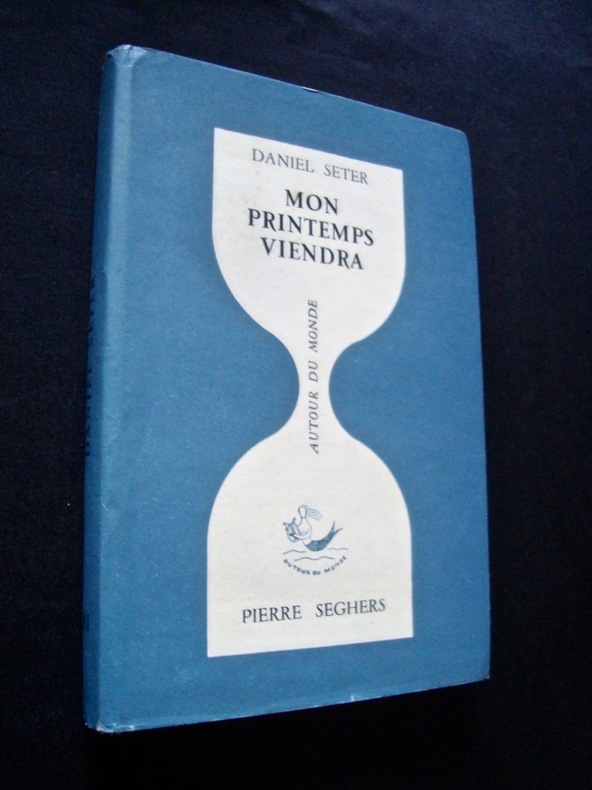 DANIEL SETER
MON
PRINTEMPS
VIENDRA
AUTOUR DU MONDE
AUTOUR DU MONDE
PIERRE SEGHERS